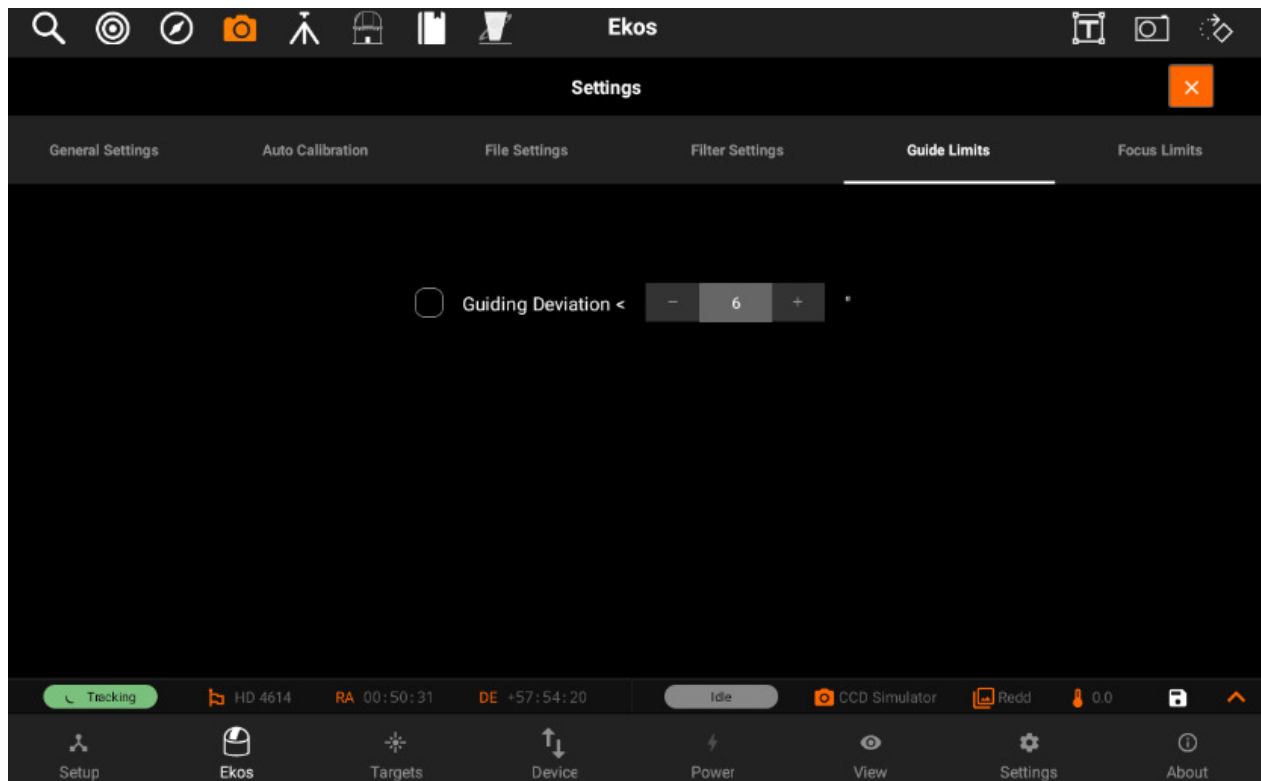 Ekos
Settings
General Settings Auto Calibration File Settings Filter Settings Guide Limits Focus Limits
Guiding Deviation < − 6 + "
Tracking HD 4614 RA 00:50:31 DE +57:54:20 Idle CCD Simulator Redd 0.0
Setup Ekos Targets Device Power View Settings About